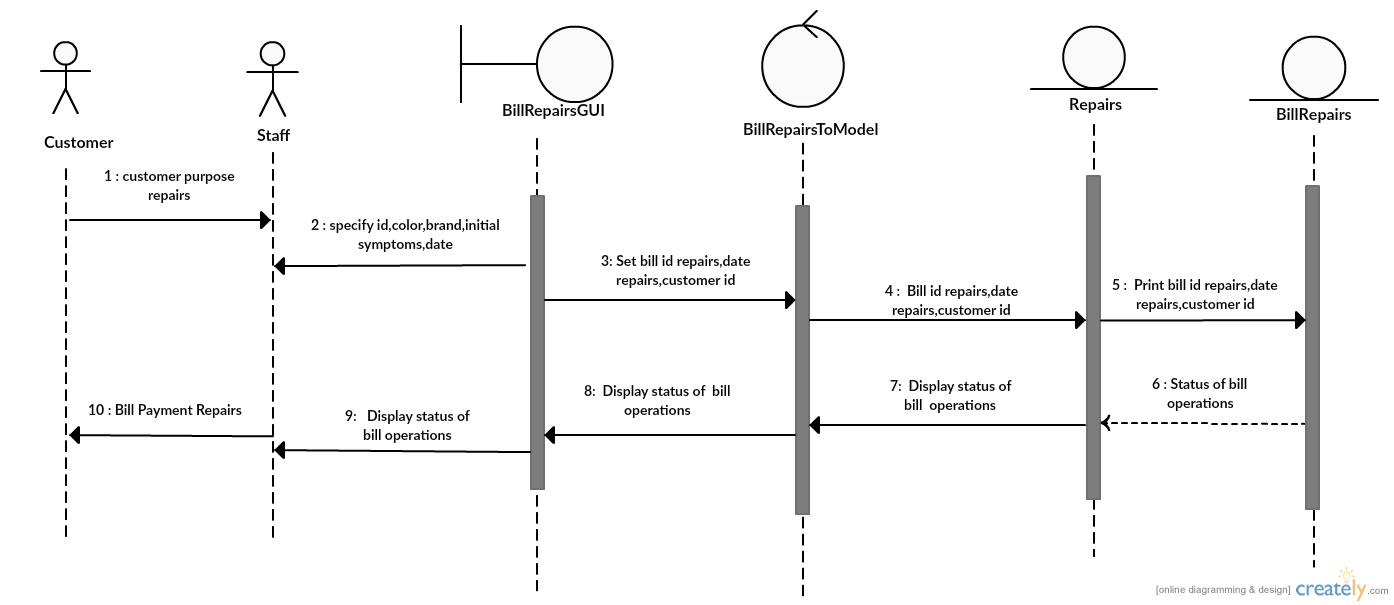 Customer
Staff
BillRepairsGUI
BillRepairsToModel
Repairs
BillRepairs
1 : customer purpose
repairs
2 : specify id,color,brand,initial
symptoms,date
3: Set bill id repairs,date
repairs,customer id
4 : Bill id repairs,date
repairs,customer id
5 : Print bill id repairs,date
repairs,customer id
6 : Status of bill
operations
7: Display status of
bill operations
8: Display status of bill
operations
9: Display status of
bill operations
10 : Bill Payment Repairs
[online diagramming & design] creately.com